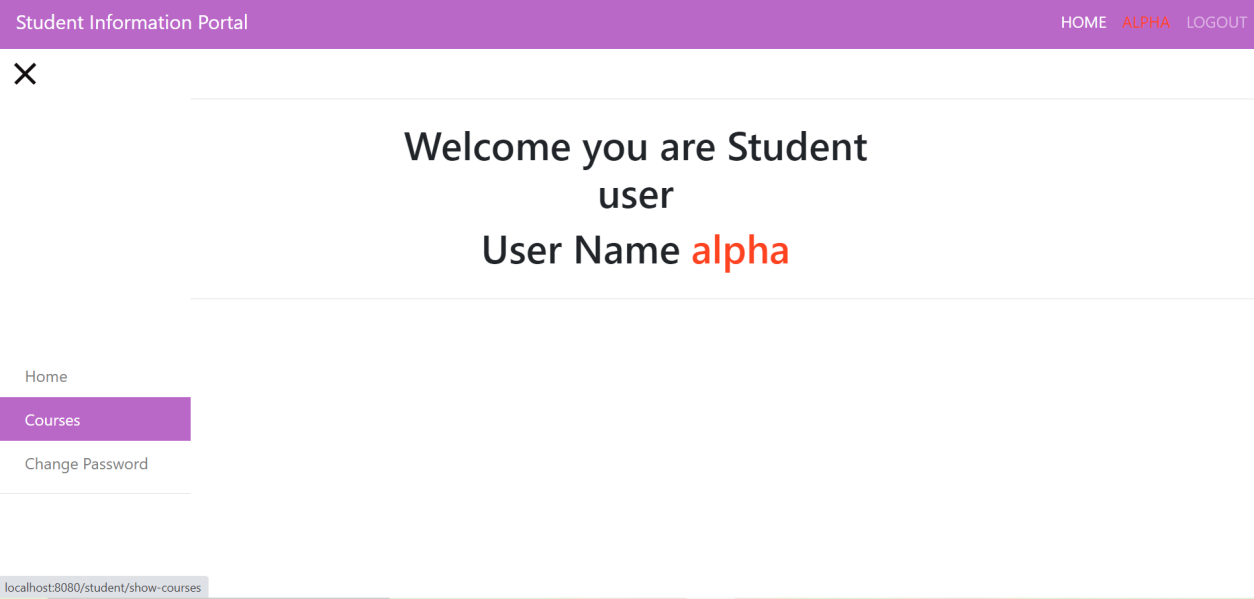 Student Information Portal
HOME ALPHA LOGOUT
Welcome you are Student
user
User Name alpha
Home
Courses
Change Password
localhost:8080/student/show-courses